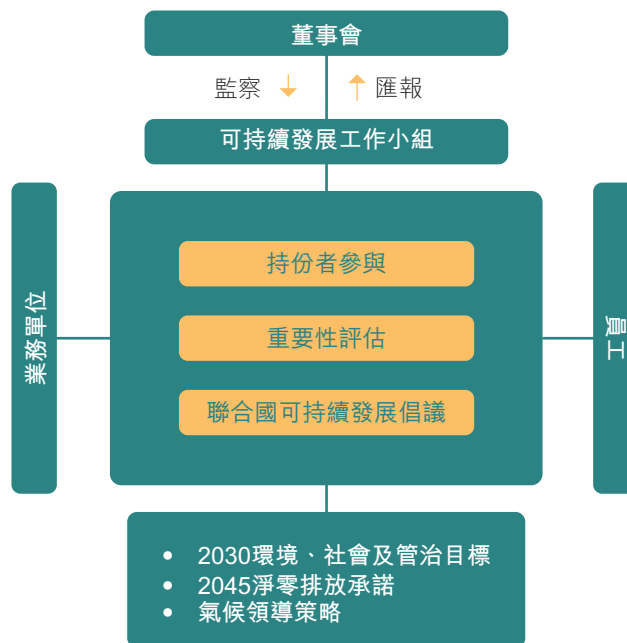 董事會
監察
匯報
可持續發展工作小組
業務單位
持份者參與
重要性評估
聯合國可持續發展倡議
員工
• 2030環境、社會及管治目標
• 2045淨零排放承諾
• 氣候領導策略